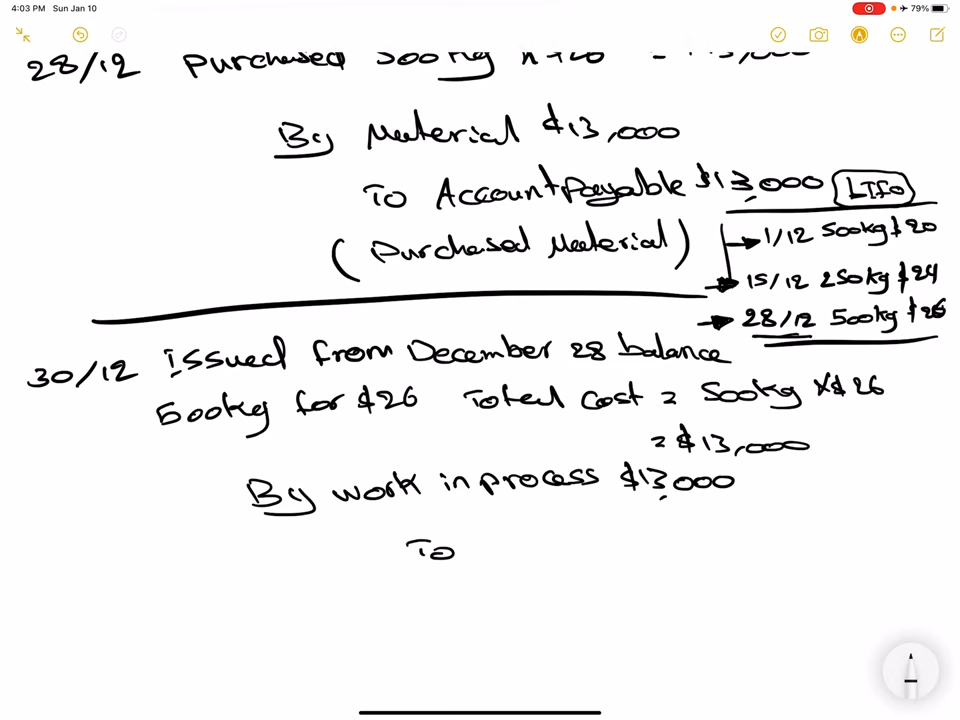 4:03 PM Sun Jan 10
79%
28/12 Purchased 500kg
By Material $13,000
To Account Payable $13,000
LIFO
(Purchased Material)
1/12 500kg $20
15/12 250kg $24
28/12 500kg $26
30/12 Issued from December 28 balance
500kg for $26 Total cost = 500kg X $26
= $13,000
By work in process $13,000
To